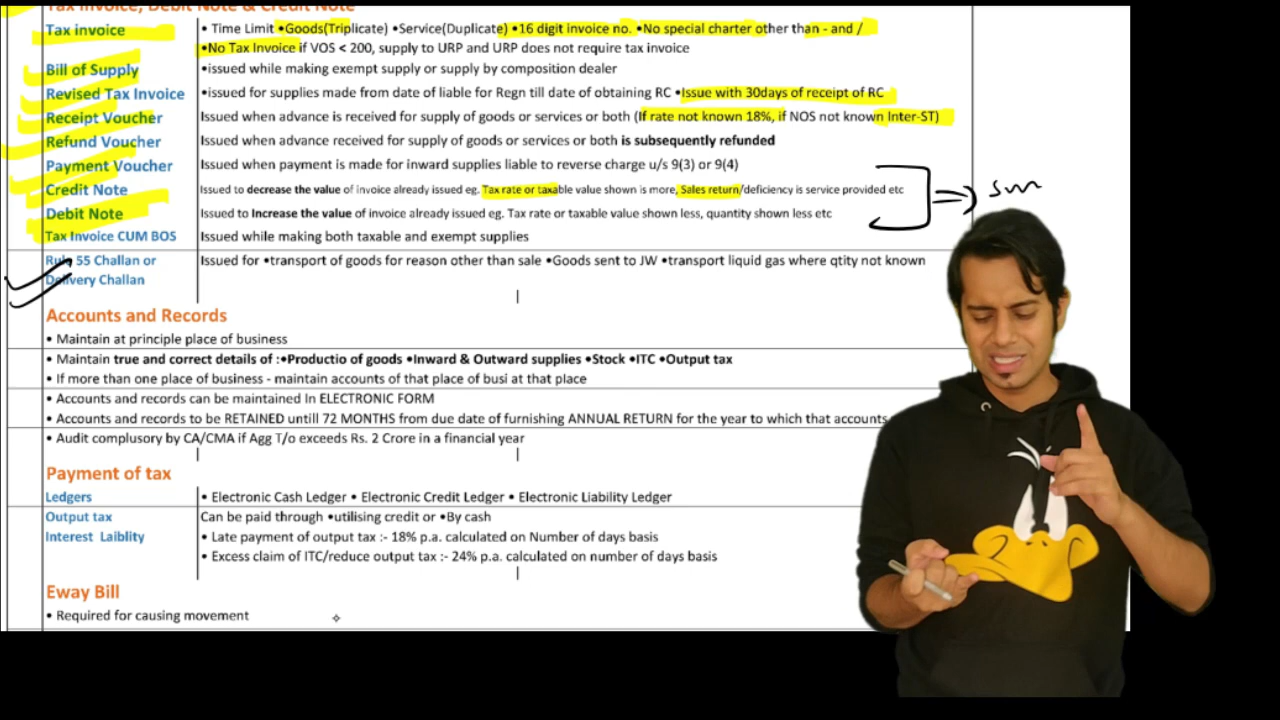 Tax Invoice, Debit Note & Credit Note
Tax invoice • Time Limit •Goods(Triplicate) •Service(Duplicate) •16 digit invoice no. •No special charter other than - and /
•No Tax Invoice if VOS < 200, supply to URP and URP does not require tax invoice
Bill of Supply •issued while making exempt supply or supply by composition dealer
Revised Tax Invoice •issued for supplies made from date of liable for Regn till date of obtaining RC •Issue with 30days of receipt of RC
Receipt Voucher Issued when advance is received for supply of goods or services or both (If rate not known 18%, if NOS not known Inter-ST)
Refund Voucher Issued when advance received for supply of goods or services or both is subsequently refunded
Payment Voucher Issued when payment is made for inward supplies liable to reverse charge u/s 9(3) or 9(4)
Credit Note Issued to decrease the value of invoice already issued eg. Tax rate or taxable value shown is more, Sales return/deficiency is service provided etc
Debit Note Issued to Increase the value of invoice already issued eg. Tax rate or taxable value shown less, quantity shown less etc
Tax Invoice CUM BOS Issued while making both taxable and exempt supplies
Rule 55 Challan or Issued for •transport of goods for reason other than sale •Goods sent to JW •transport liquid gas where qtity not known
Delivery Challan
Accounts and Records
• Maintain at principle place of business
• Maintain true and correct details of :•Productio of goods •Inward & Outward supplies •Stock •ITC •Output tax
• If more than one place of business - maintain accounts of that place of busi at that place
• Accounts and records can be maintained In ELECTRONIC FORM
• Accounts and records to be RETAINED untill 72 MONTHS from due date of furnishing ANNUAL RETURN for the year to which that accounts
• Audit complusory by CA/CMA if Agg T/o exceeds Rs. 2 Crore in a financial year
Payment of tax
Ledgers • Electronic Cash Ledger • Electronic Credit Ledger • Electronic Liability Ledger
Output tax Can be paid through •utilising credit or •By cash
Interest Laiblity • Late payment of output tax :- 18% p.a. calculated on Number of days basis
• Excess claim of ITC/reduce output tax :- 24% p.a. calculated on number of days basis
Eway Bill
• Required for causing movement